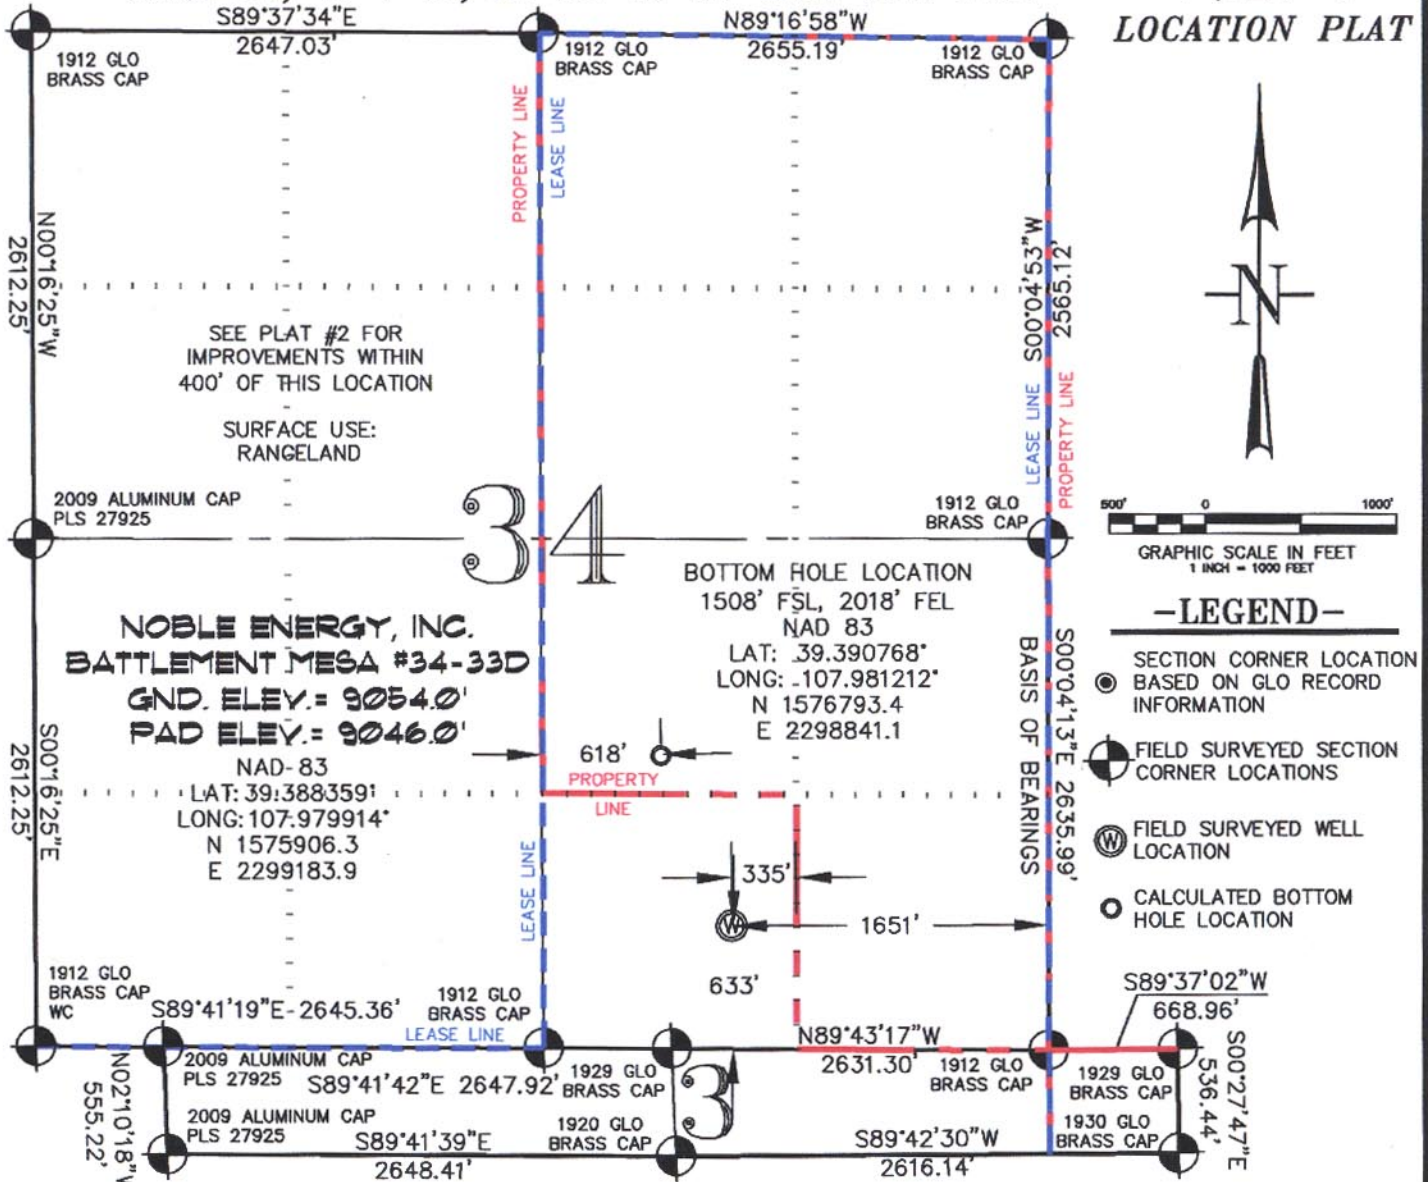 LOCATION PLAT
S89°37'34"E
2647.03'
N89°16'58"W
2655.19'
1912 GLO
BRASS CAP
1912 GLO
BRASS CAP
1912 GLO
BRASS CAP
PROPERTY LINE
LEASE LINE
N00°16'25"W
2612.25'
S00°04'53"W
2565.12'
N
SEE PLAT #2 FOR
IMPROVEMENTS WITHIN
400' OF THIS LOCATION
SURFACE USE:
RANGELAND
LEASE LINE
PROPERTY LINE
2009 ALUMINUM CAP
PLS 27925
34
1912 GLO
BRASS CAP
500' 0 1000'
GRAPHIC SCALE IN FEET
1 INCH = 1000 FEET
BOTTOM HOLE LOCATION
1508' FSL, 2018' FEL
NAD 83
LAT: 39.390768°
LONG: 107.981212°
N 1576793.4
E 2298841.1
NOBLE ENERGY, INC.
BATTLEMENT MESA #34-33D
GND. ELEV.= 9054.0'
PAD ELEV.= 9046.0'
NAD-83
LAT: 39.388359°
LONG: 107.979914°
N 1575906.3
E 2299183.9
S00°16'25"E
2612.25'
618'
PROPERTY
LINE
LEASE LINE
335'
W
1651'
633'
S00°04'13"E 2635.99'
BASIS OF BEARINGS
-LEGEND-
SECTION CORNER LOCATION
BASED ON GLO RECORD
INFORMATION
FIELD SURVEYED SECTION
CORNER LOCATIONS
W
FIELD SURVEYED WELL
LOCATION
CALCULATED BOTTOM
HOLE LOCATION
1912 GLO
BRASS CAP
WC
S89°41'19"E-2645.36'
1912 GLO
BRASS CAP
LEASE LINE
N89°43'17"W
2631.30'
S89°37'02"W
668.96'
2009 ALUMINUM CAP
PLS 27925
S89°41'42"E 2647.92'
1929 GLO
BRASS CAP
1912 GLO
BRASS CAP
1929 GLO
BRASS CAP
S00°27'47"E
536.44'
N02°10'18"W
555.22'
2009 ALUMINUM CAP
PLS 27925
S89°41'39"E
2648.41'
1920 GLO
BRASS CAP
3
S89°42'30"W
2616.14'
1930 GLO
BRASS CAP